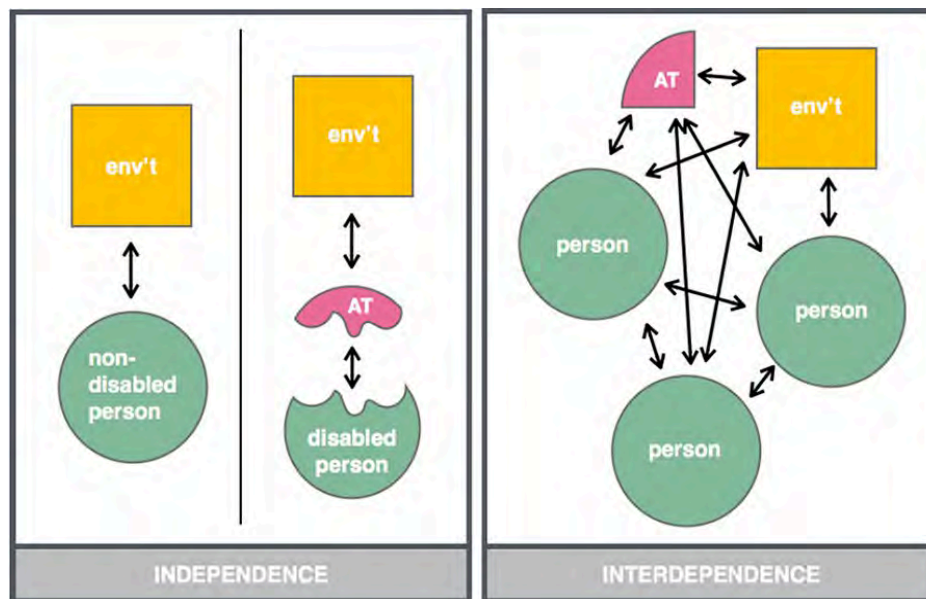 env't
non-
disabled
person
env't
AT
disabled
person
INDEPENDENCE
AT
env't
person
person
person
INTERDEPENDENCE